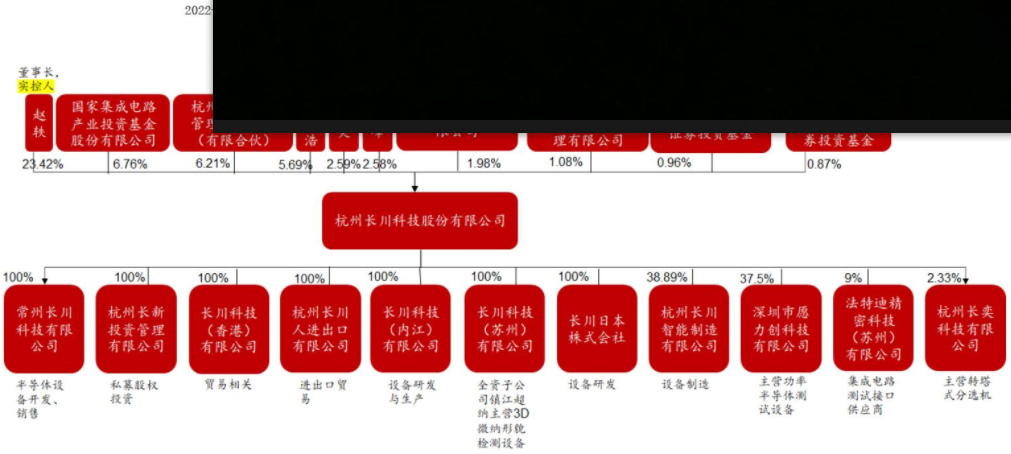 2022
董事长，
实控人
赵
轶
国家集成电路
产业投资基金
股份有限公司
杭州
管理
（有限合伙）
浩
限公司
理有限公司
证券投资基金
券投资基金
23.42%
6.76%
6.21%
5.69%
2.59%
2.58%
1.98%
1.08%
0.96%
0.87%
杭州长川科技股份有限公司
100%
100%
100%
100%
100%
100%
100%
38.89%
37.5%
9%
2.33%
常州长川
科技有限
公司
杭州长新
投资管理
有限公司
长川科技
（香港）
有限公司
杭州长川
人进出口
有限公司
长川科技
（内江）
有限公司
长川科技
（苏州）
有限公司
长川日本
株式会社
杭州长川
智能制造
有限公司
深圳市愿
力创科技
有限公司
法特迪精
密科技
（苏州）
有限公司
杭州长奕
科技有限
公司
半导体设
备开发、
销售
私募股权
投资
贸易相关
进出口贸
易
设备研发
与生产
全资子公
司镇江超
纳主营3D
微纳形貌
检测设备
设备研发
设备制造
主营功率
半导体测
试设备
集成电路
测试接口
供应商
主营转塔
式分选机